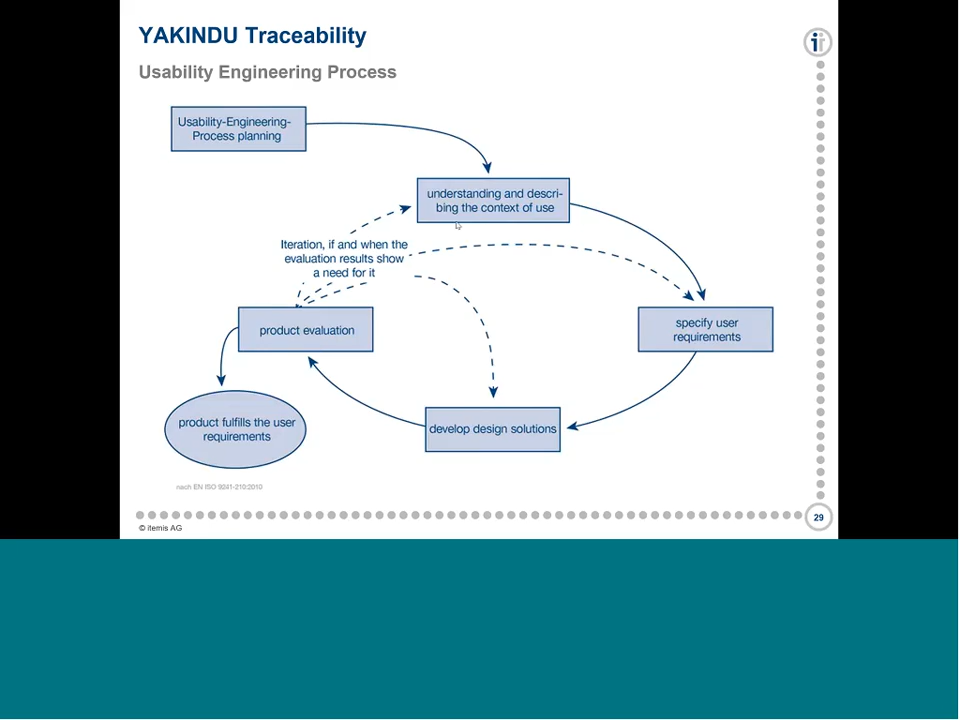 YAKINDU Traceability
Usability Engineering Process
Usability-Engineering-
Process planning
understanding and descri-
bing the context of use
Iteration, if and when the
evaluation results show
a need for it
product evaluation
specify user
requirements
product fulfills the user
requirements
develop design solutions
nach EN ISO 9241-210:2010
© itemis AG
29